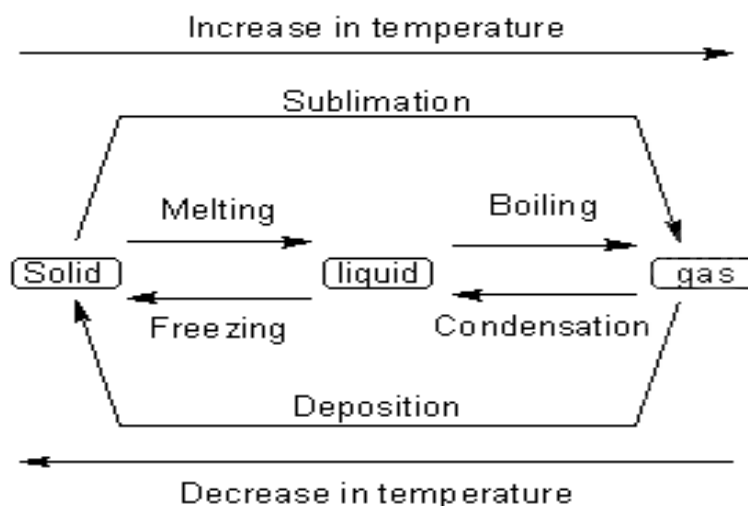 Increase in temperature
Sublimation
Melting
Boiling
Solid
liquid
gas
Freezing
Condensation
Deposition
Decrease in temperature